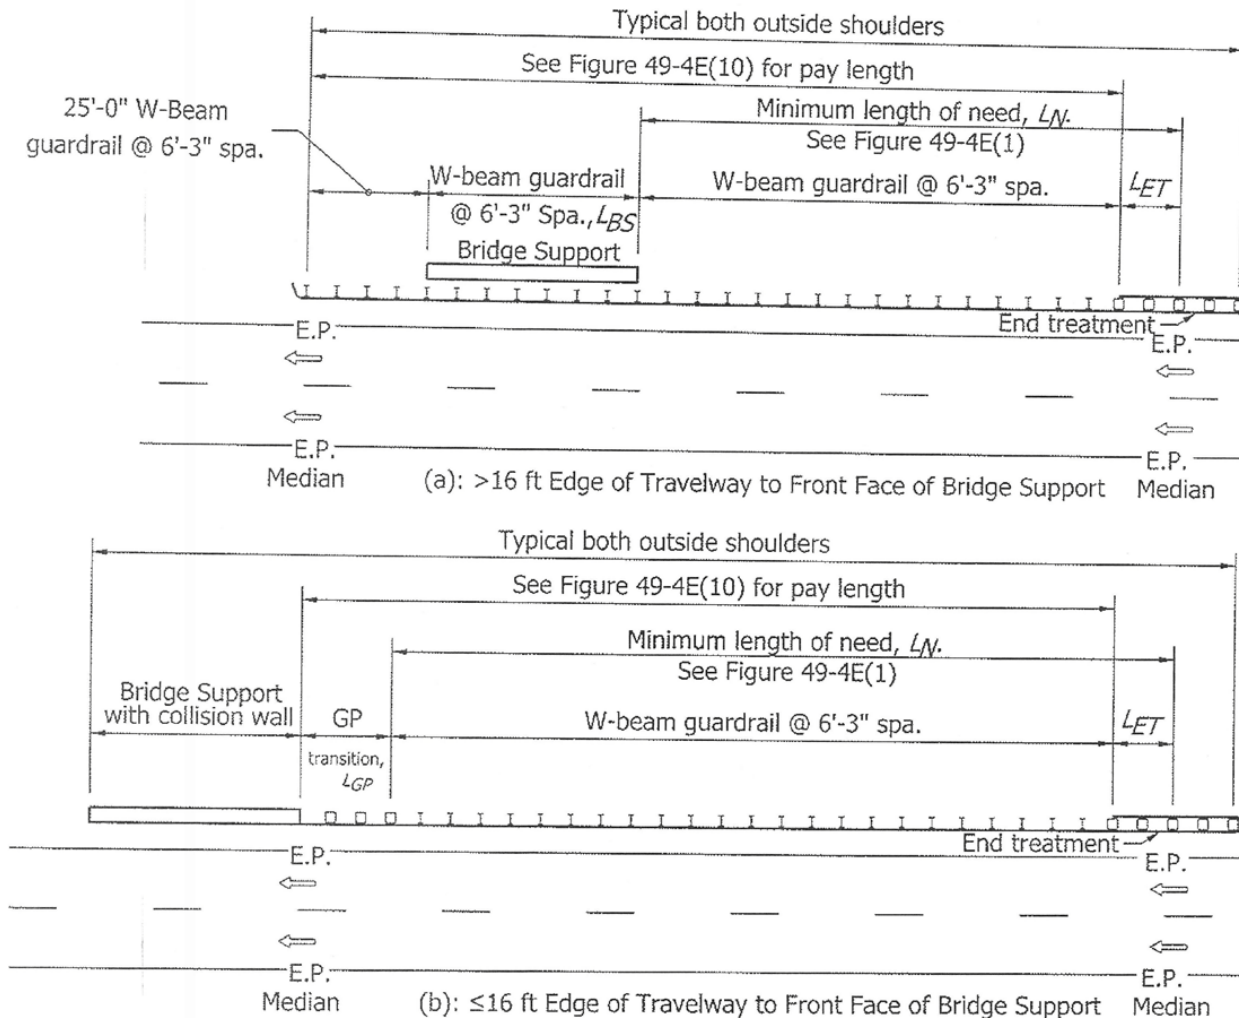 Typical both outside shoulders
See Figure 49-4E(10) for pay length
25'-0" W-Beam
guardrail @ 6'-3" spa.
Minimum length of need, LN.
See Figure 49-4E(1)
W-beam guardrail
@ 6'-3" Spa., LBS
W-beam guardrail @ 6'-3" spa.
LET
Bridge Support
End treatment
E.P.
E.P.
E.P.
E.P.
Median
(a): >16 ft Edge of Travelway to Front Face of Bridge Support
Median
Typical both outside shoulders
See Figure 49-4E(10) for pay length
Minimum length of need, LN.
See Figure 49-4E(1)
Bridge Support
with collision wall
GP
transition,
LGP
W-beam guardrail @ 6'-3" spa.
LET
End treatment
E.P.
E.P.
E.P.
E.P.
Median
(b): ≤16 ft Edge of Travelway to Front Face of Bridge Support
Median